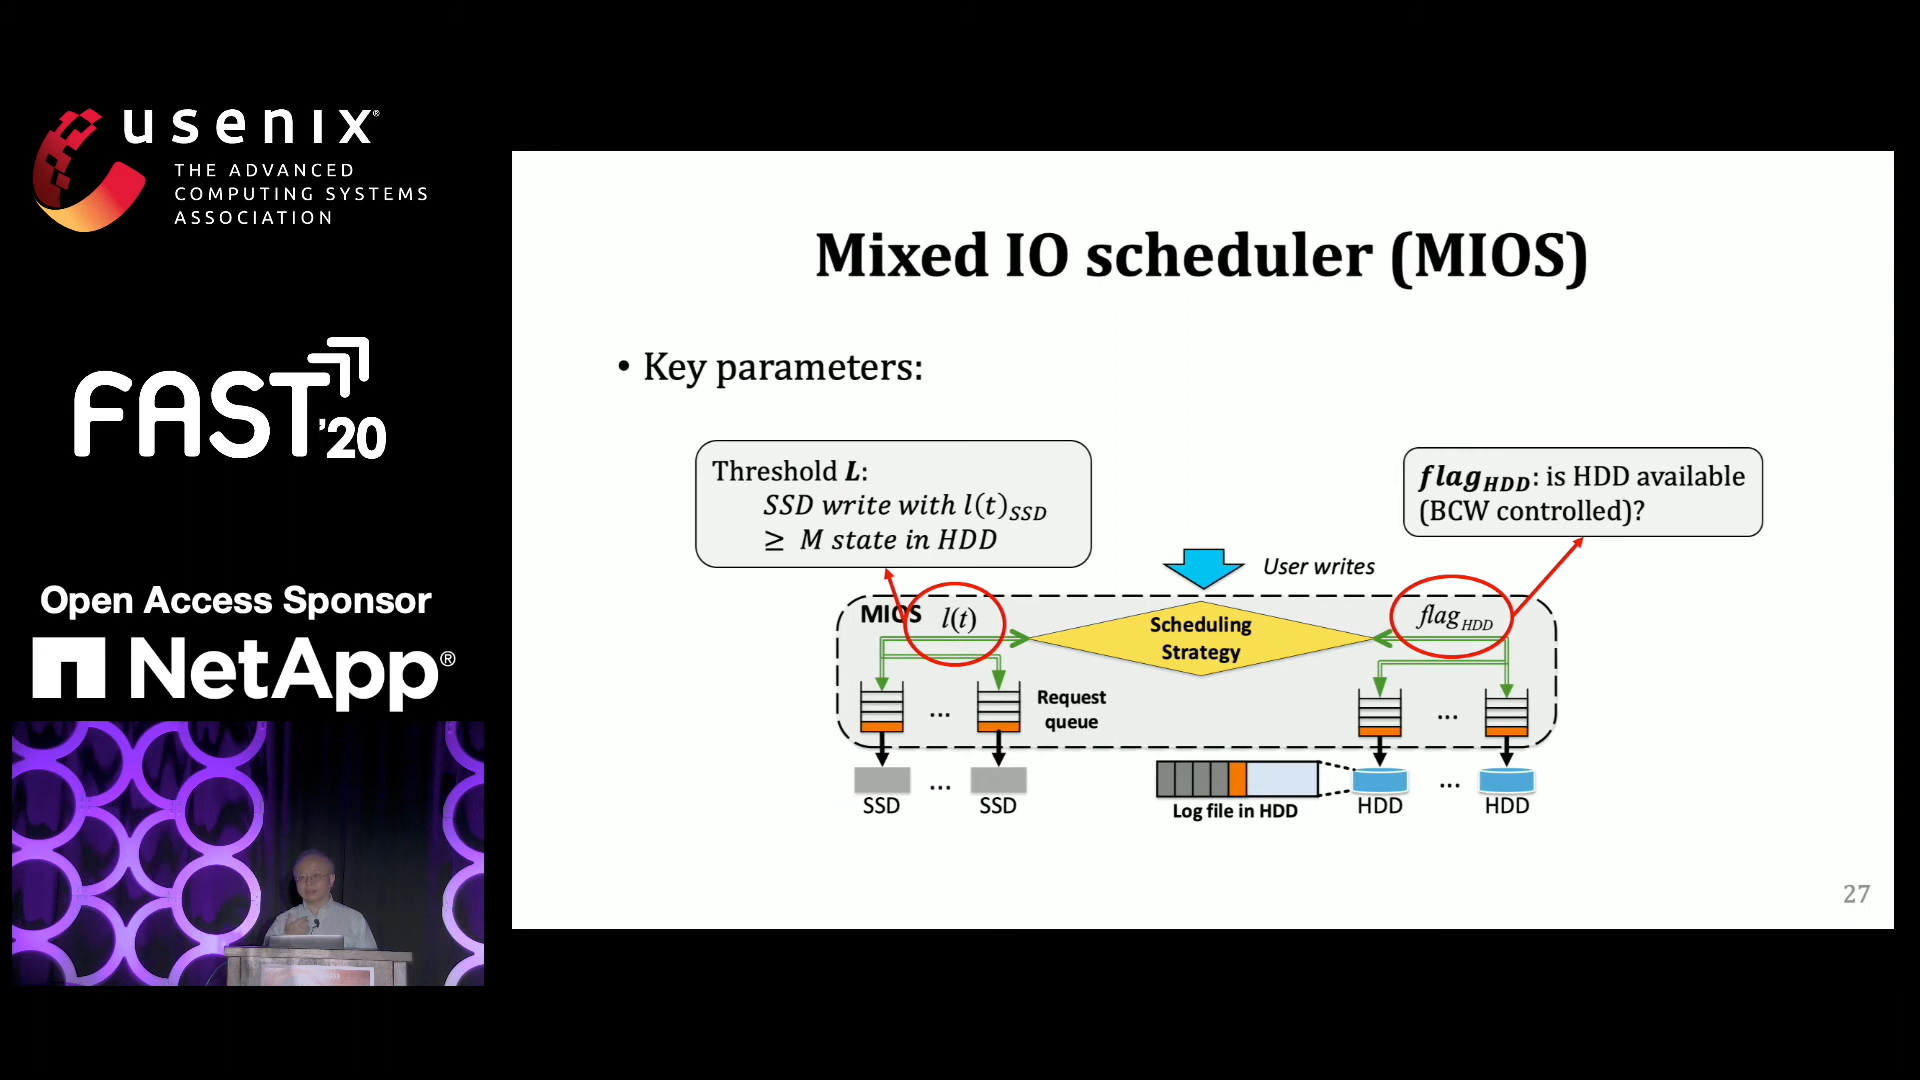 usenix®
THE ADVANCED
COMPUTING SYSTEMS
ASSOCIATION
FAST '20
Open Access Sponsor
NetApp®
Mixed IO scheduler (MIOS)
• Key parameters:
Threshold L:
SSD write with l(t)SSD
≥ M state in HDD
flagHDD: is HDD available
(BCW controlled)?
User writes
MIOS
l(t)
Scheduling
Strategy
flagHDD
Request
queue
...
...
SSD
...
SSD
Log file in HDD
HDD
...
HDD
27